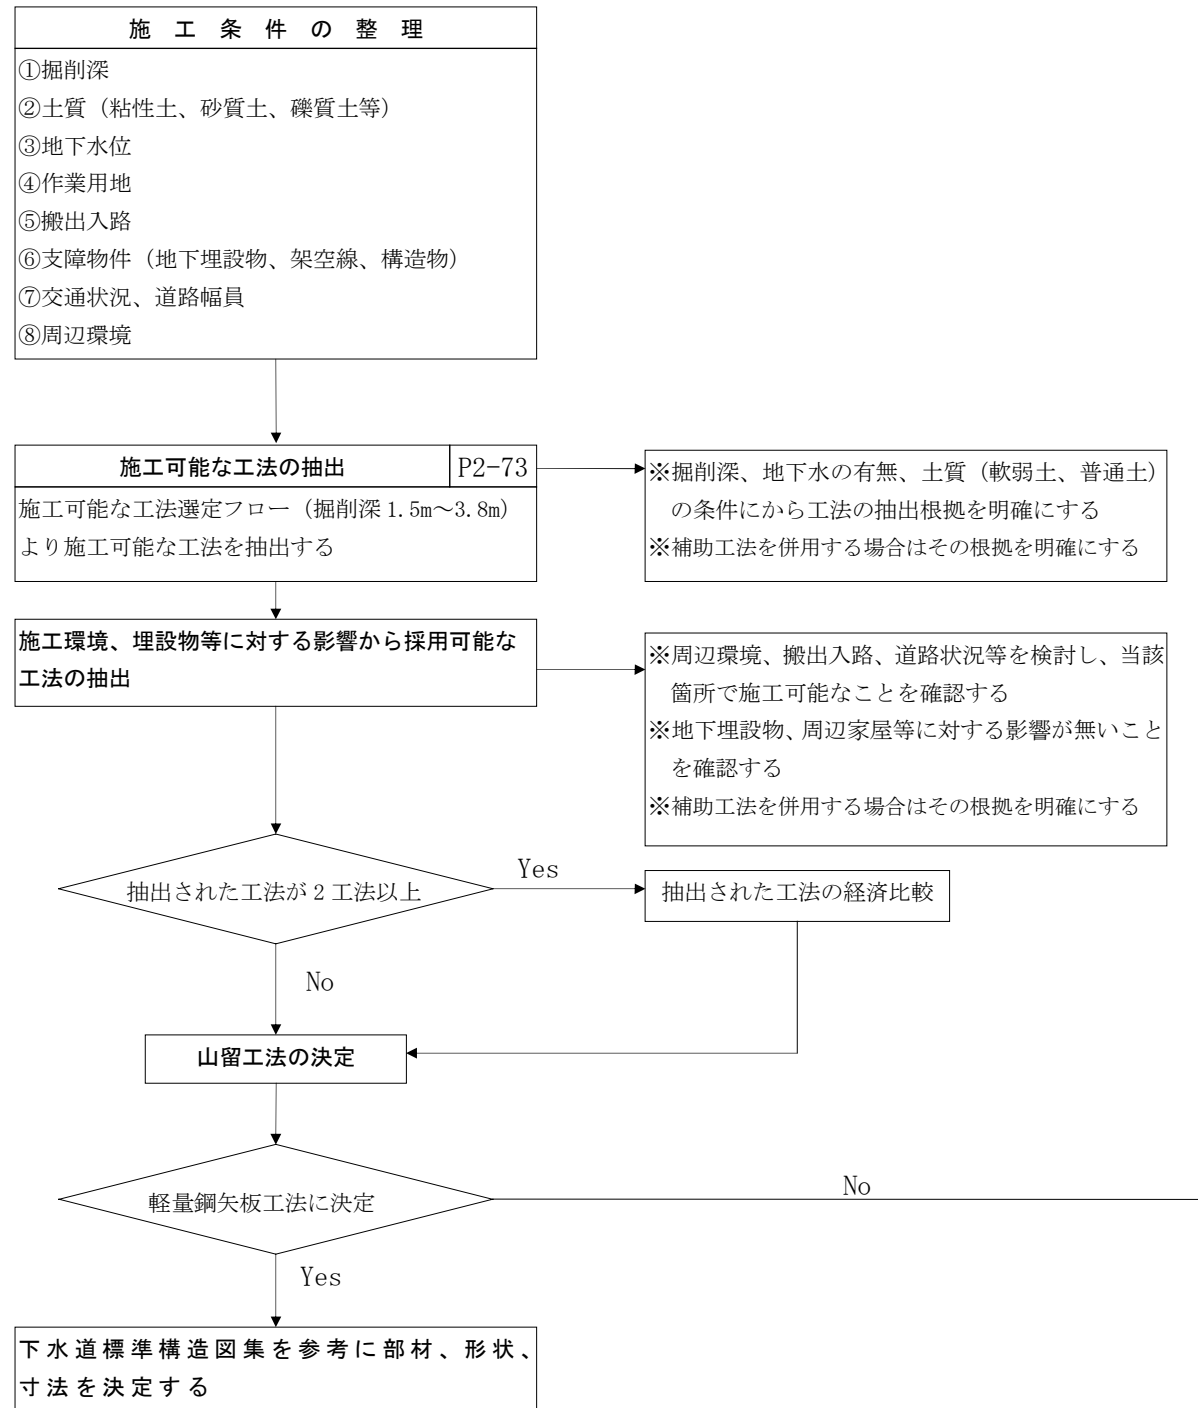 施工条件の整理
①掘削深
②土質（粘性土、砂質土、礫質土等）
③地下水位
④作業用地
⑤搬出入路
⑥支障物件（地下埋設物、架空線、構造物）
⑦交通状況、道路幅員
⑧周辺環境
施工可能な工法の抽出 P2-73
施工可能な工法選定フロー（掘削深 1.5m～3.8m）
より施工可能な工法を抽出する
※掘削深、地下水の有無、土質（軟弱土、普通土）
の条件にから工法の抽出根拠を明確にする
※補助工法を併用する場合はその根拠を明確にする
施工環境、埋設物等に対する影響から採用可能な
工法の抽出
※周辺環境、搬出入路、道路状況等を検討し、当該
箇所で施工可能なことを確認する
※地下埋設物、周辺家屋等に対する影響が無いこと
を確認する
※補助工法を併用する場合はその根拠を明確にする
抽出された工法が 2 工法以上
Yes
抽出された工法の経済比較
No
山留工法の決定
軽量鋼矢板工法に決定
No
Yes
下水道標準構造図集を参考に部材、形状、
寸法を決定する